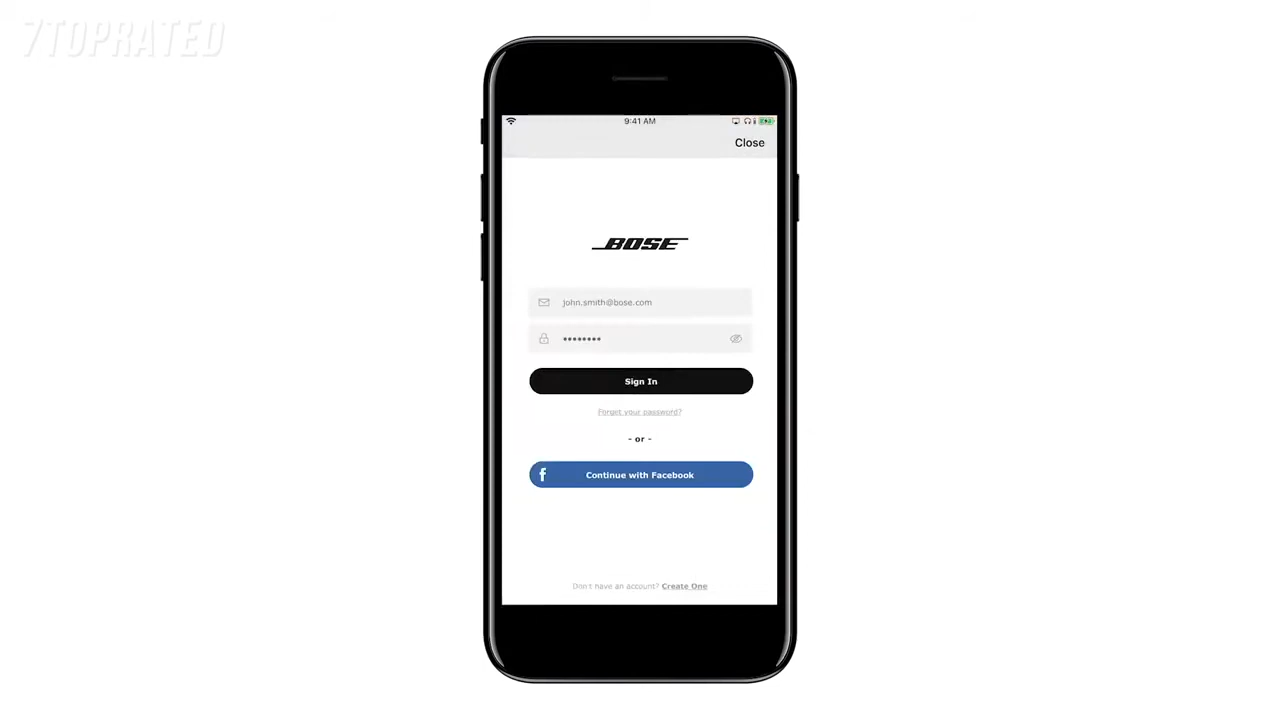 7TOPRATED
9:41 AM
Close
BOSE
john.smith@bose.com
Sign In
Forget your password?
- or -
f Continue with Facebook
Don't have an account? Create One